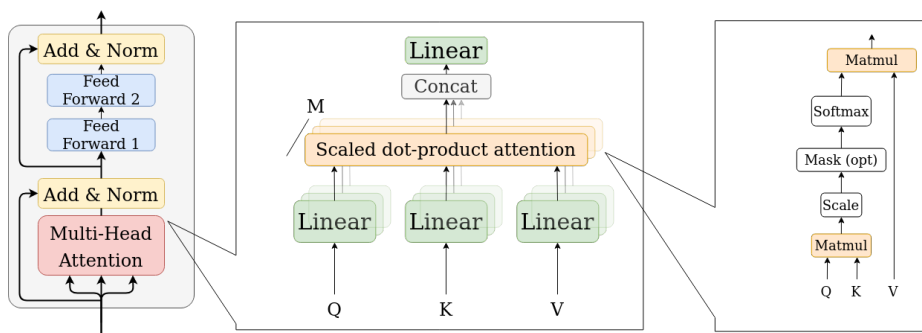 Add & Norm
Feed
Forward 2
Feed
Forward 1
Add & Norm
Multi-Head
Attention
Linear
Concat
M
Scaled dot-product attention
Linear
Linear
Linear
Q
K
V
Matmul
Softmax
Mask (opt)
Scale
Matmul
Q
K
V